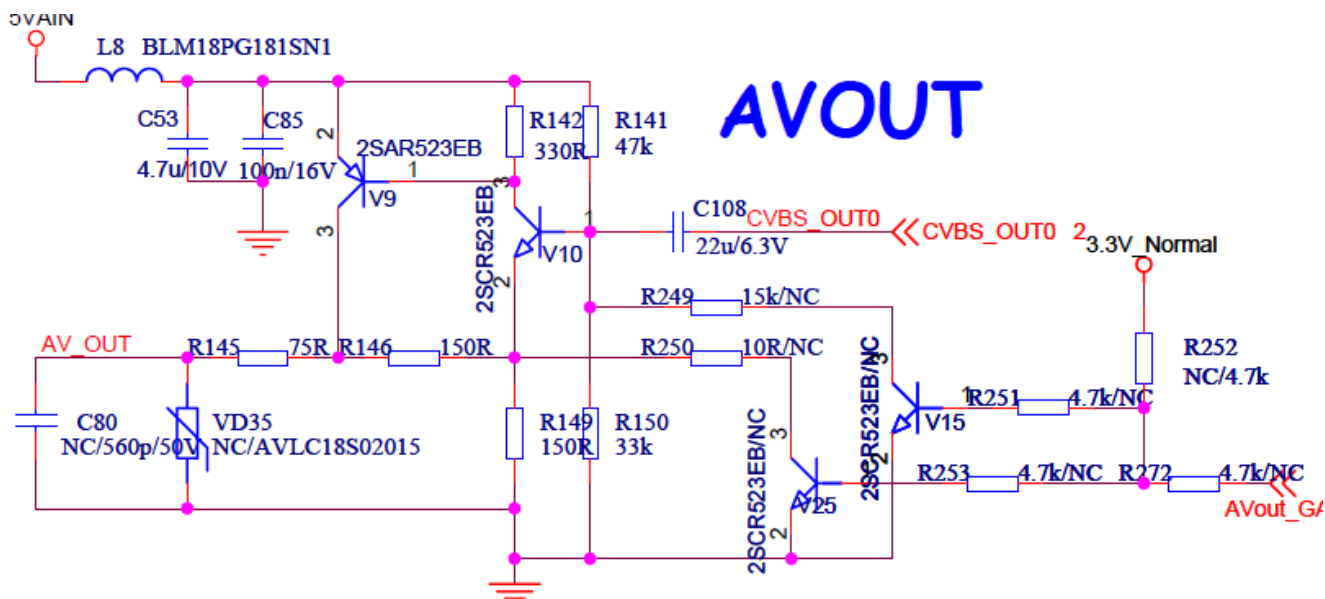 5VAIN
L8 BLM18PG181SN1
AVOUT
C53
4.7u/10V
C85
100n/16V
2
2SAR523EB
1
V9
3
R142
330R
R141
47k
3
2SCR523EB
1
V10
2
C108
22u/6.3V
CVBS_OUT0
CVBS_OUT0 2
3.3V_Normal
R249 15k/NC
AV_OUT
R145 75R
R146 150R
R250 10R/NC
R252
NC/4.7k
C80
NC/560p/50V
VD35
NC/AVLC18S02015
R149
150R
R150
33k
3
2SCR523EB/NC
1
V15
2
R251 4.7k/NC
3
2SCR523EB/NC
V25
2
R253 4.7k/NC
R272 4.7k/NC
AVout_GA